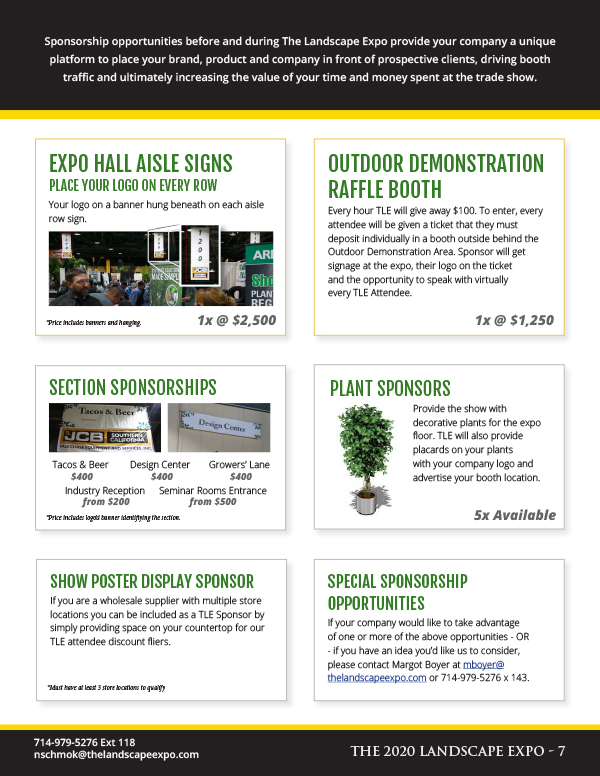 Sponsorship opportunities before and during The Landscape Expo provide your company a unique
platform to place your brand, product and company in front of prospective clients, driving booth
traffic and ultimately increasing the value of your time and money spent at the trade show.
EXPO HALL AISLE SIGNS
PLACE YOUR LOGO ON EVERY ROW
Your logo on a banner hung beneath on each aisle
row sign.
1200
*Price includes banners and hanging.
1x @ $2,500
OUTDOOR DEMONSTRATION
RAFFLE BOOTH
Every hour TLE will give away $100. To enter, every
attendee will be given a ticket that they must
deposit individually in a booth outside behind the
Outdoor Demonstration Area. Sponsor will get
signage at the expo, their logo on the ticket
and the opportunity to speak with virtually
every TLE Attendee.
1x @ $1,250
SECTION SPONSORSHIPS
Tacos & Beer
JCB
SOUTHERN
CALIFORNIA
Design Center
Tacos & Beer Design Center Growers' Lane
$400 $400 $400
Industry Reception Seminar Rooms Entrance
from $200 from $500
*Price includes logo'd banner identifying the section.
PLANT SPONSORS
Provide the show with
decorative plants for the expo
floor. TLE will also provide
placards on your plants
with your company logo and
advertise your booth location.
5x Available
SHOW POSTER DISPLAY SPONSOR
If you are a wholesale supplier with multiple store
locations you can be included as a TLE Sponsor by
simply providing space on your countertop for our
TLE attendee discount fliers.
*Must have at least 3 store locations to qualify
SPECIAL SPONSORSHIP
OPPORTUNITIES
If your company would like to take advantage
of one or more of the above opportunities - OR
- if you have an idea you'd like us to consider,
please contact Margot Boyer at mboyer@
thelandscapeexpo.com or 714-979-5276 x 143.
714-979-5276 Ext 118
nschmok@thelandscapeexpo.com
THE 2020 LANDSCAPE EXPO - 7